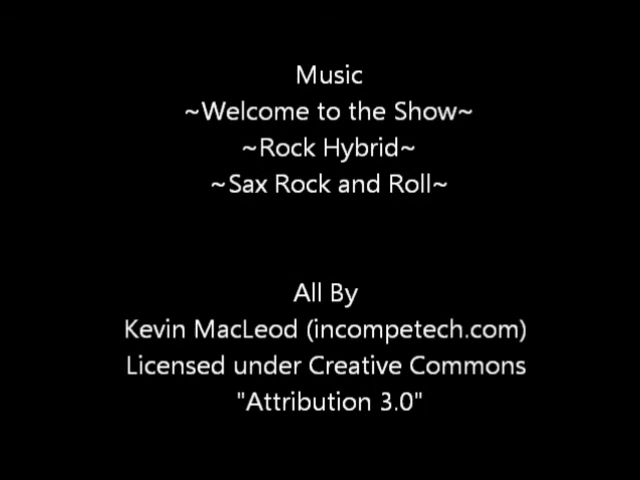 Music
~Welcome to the Show~
~Rock Hybrid~
~Sax Rock and Roll~
All By
Kevin MacLeod (incompetech.com)
Licensed under Creative Commons
"Attribution 3.0"